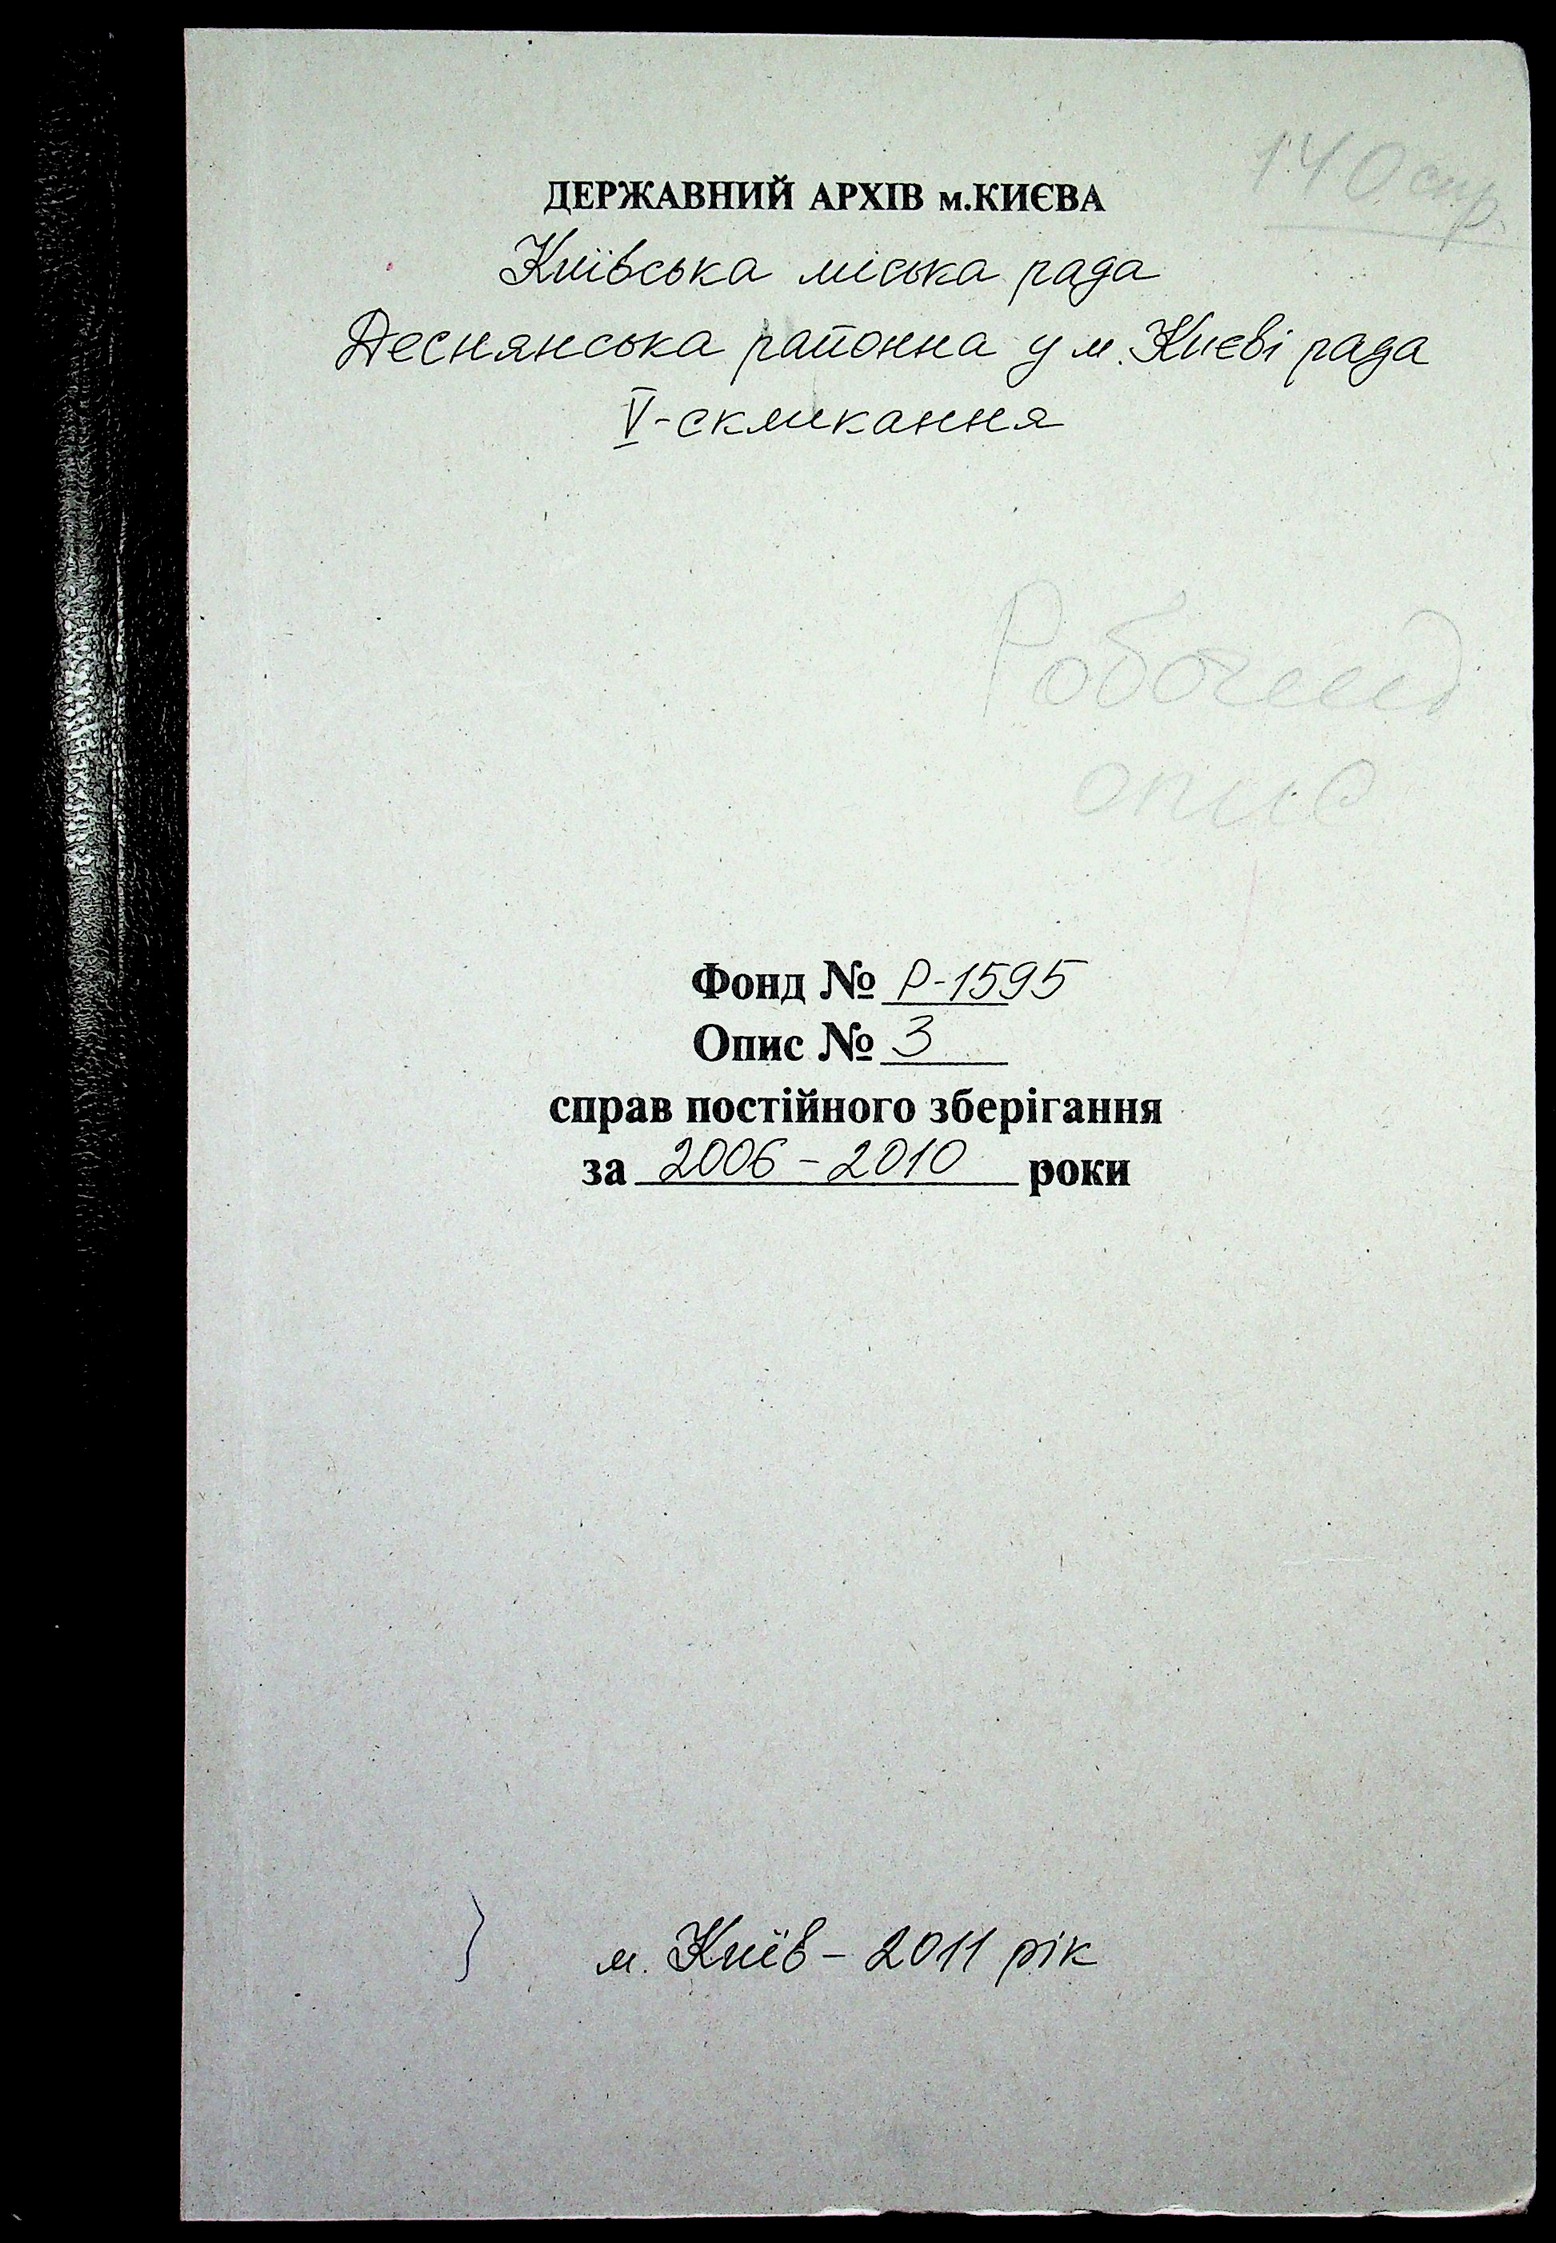 140 спр.
ДЕРЖАВНИЙ АРХІВ м.КИЄВА
Київська міська рада
Деснянська районна у м. Києві рада
V-скликання
Робочий
опис
Фонд № Р-1595
Опис № 3
справ постійного зберігання
за 2006 - 2010 роки
м. Київ - 2011 рік